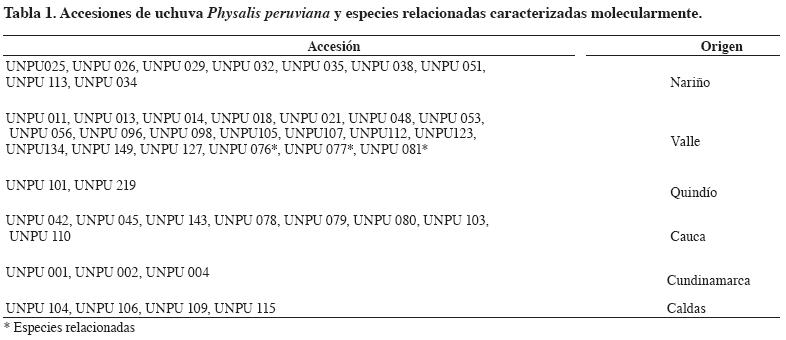 Tabla 1. Accesiones de uchuva Physalis peruviana y especies relacionadas caracterizadas molecularmente.
Accesión Origen
UNPU025, UNPU 026, UNPU 029, UNPU 032, UNPU 035, UNPU 038, UNPU 051,
UNPU 113, UNPU 034
Nariño
UNPU 011, UNPU 013, UNPU 014, UNPU 018, UNPU 021, UNPU 048, UNPU 053,
UNPU 056, UNPU 096, UNPU 098, UNPU105, UNPU107, UNPU112, UNPU123,
UNPU134, UNPU 149, UNPU 127, UNPU 076*, UNPU 077*, UNPU 081*
Valle
UNPU 101, UNPU 219
Quindío
UNPU 042, UNPU 045, UNPU 143, UNPU 078, UNPU 079, UNPU 080, UNPU 103,
UNPU 110
Cauca
UNPU 001, UNPU 002, UNPU 004
Cundinamarca
UNPU 104, UNPU 106, UNPU 109, UNPU 115 Caldas
* Especies relacionadas